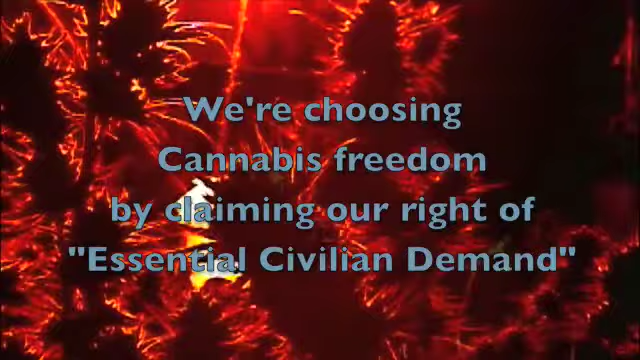 We're choosing
Cannabis freedom
by claiming our right of
"Essential Civilian Demand"